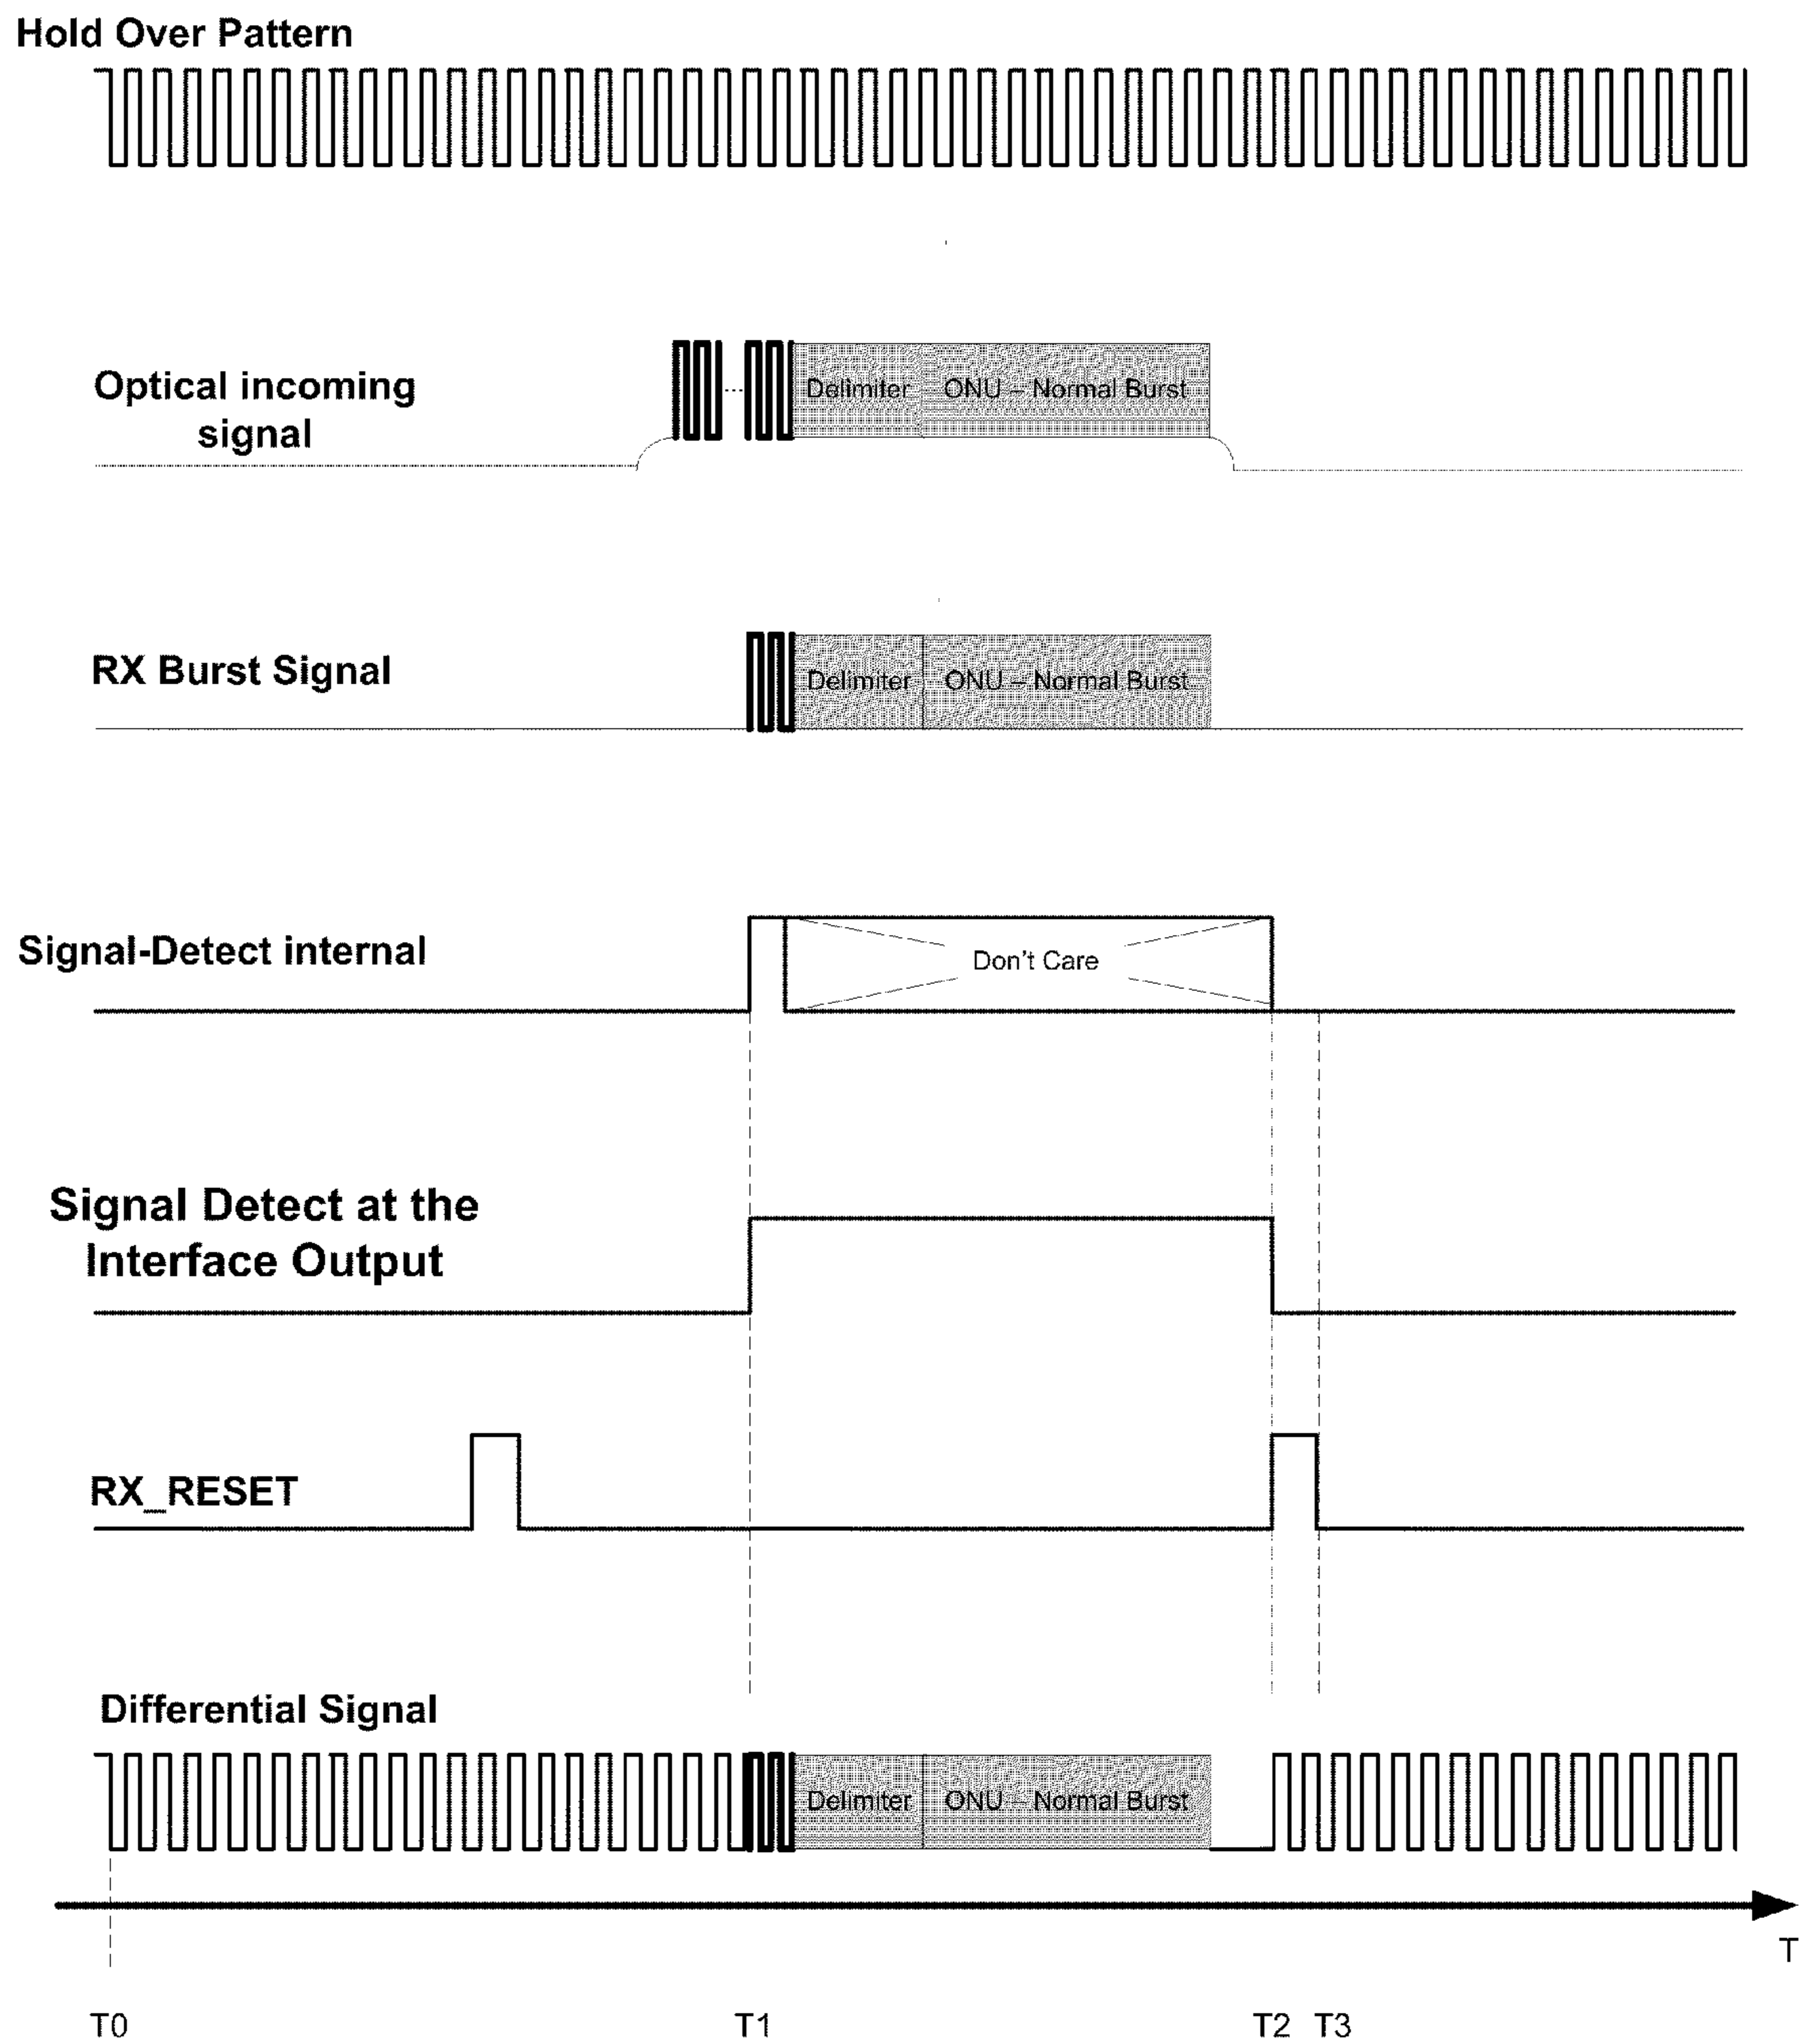 Hold Over Pattern
Optical incoming
signal
Delimiter
ONU – Normal Burst
RX Burst Signal
Delimiter
ONU – Normal Burst
Signal-Detect internal
Don't Care
Signal Detect at the
Interface Output
RX_RESET
Differential Signal
Delimiter
ONU – Normal Burst
T
T0
T1
T2
T3